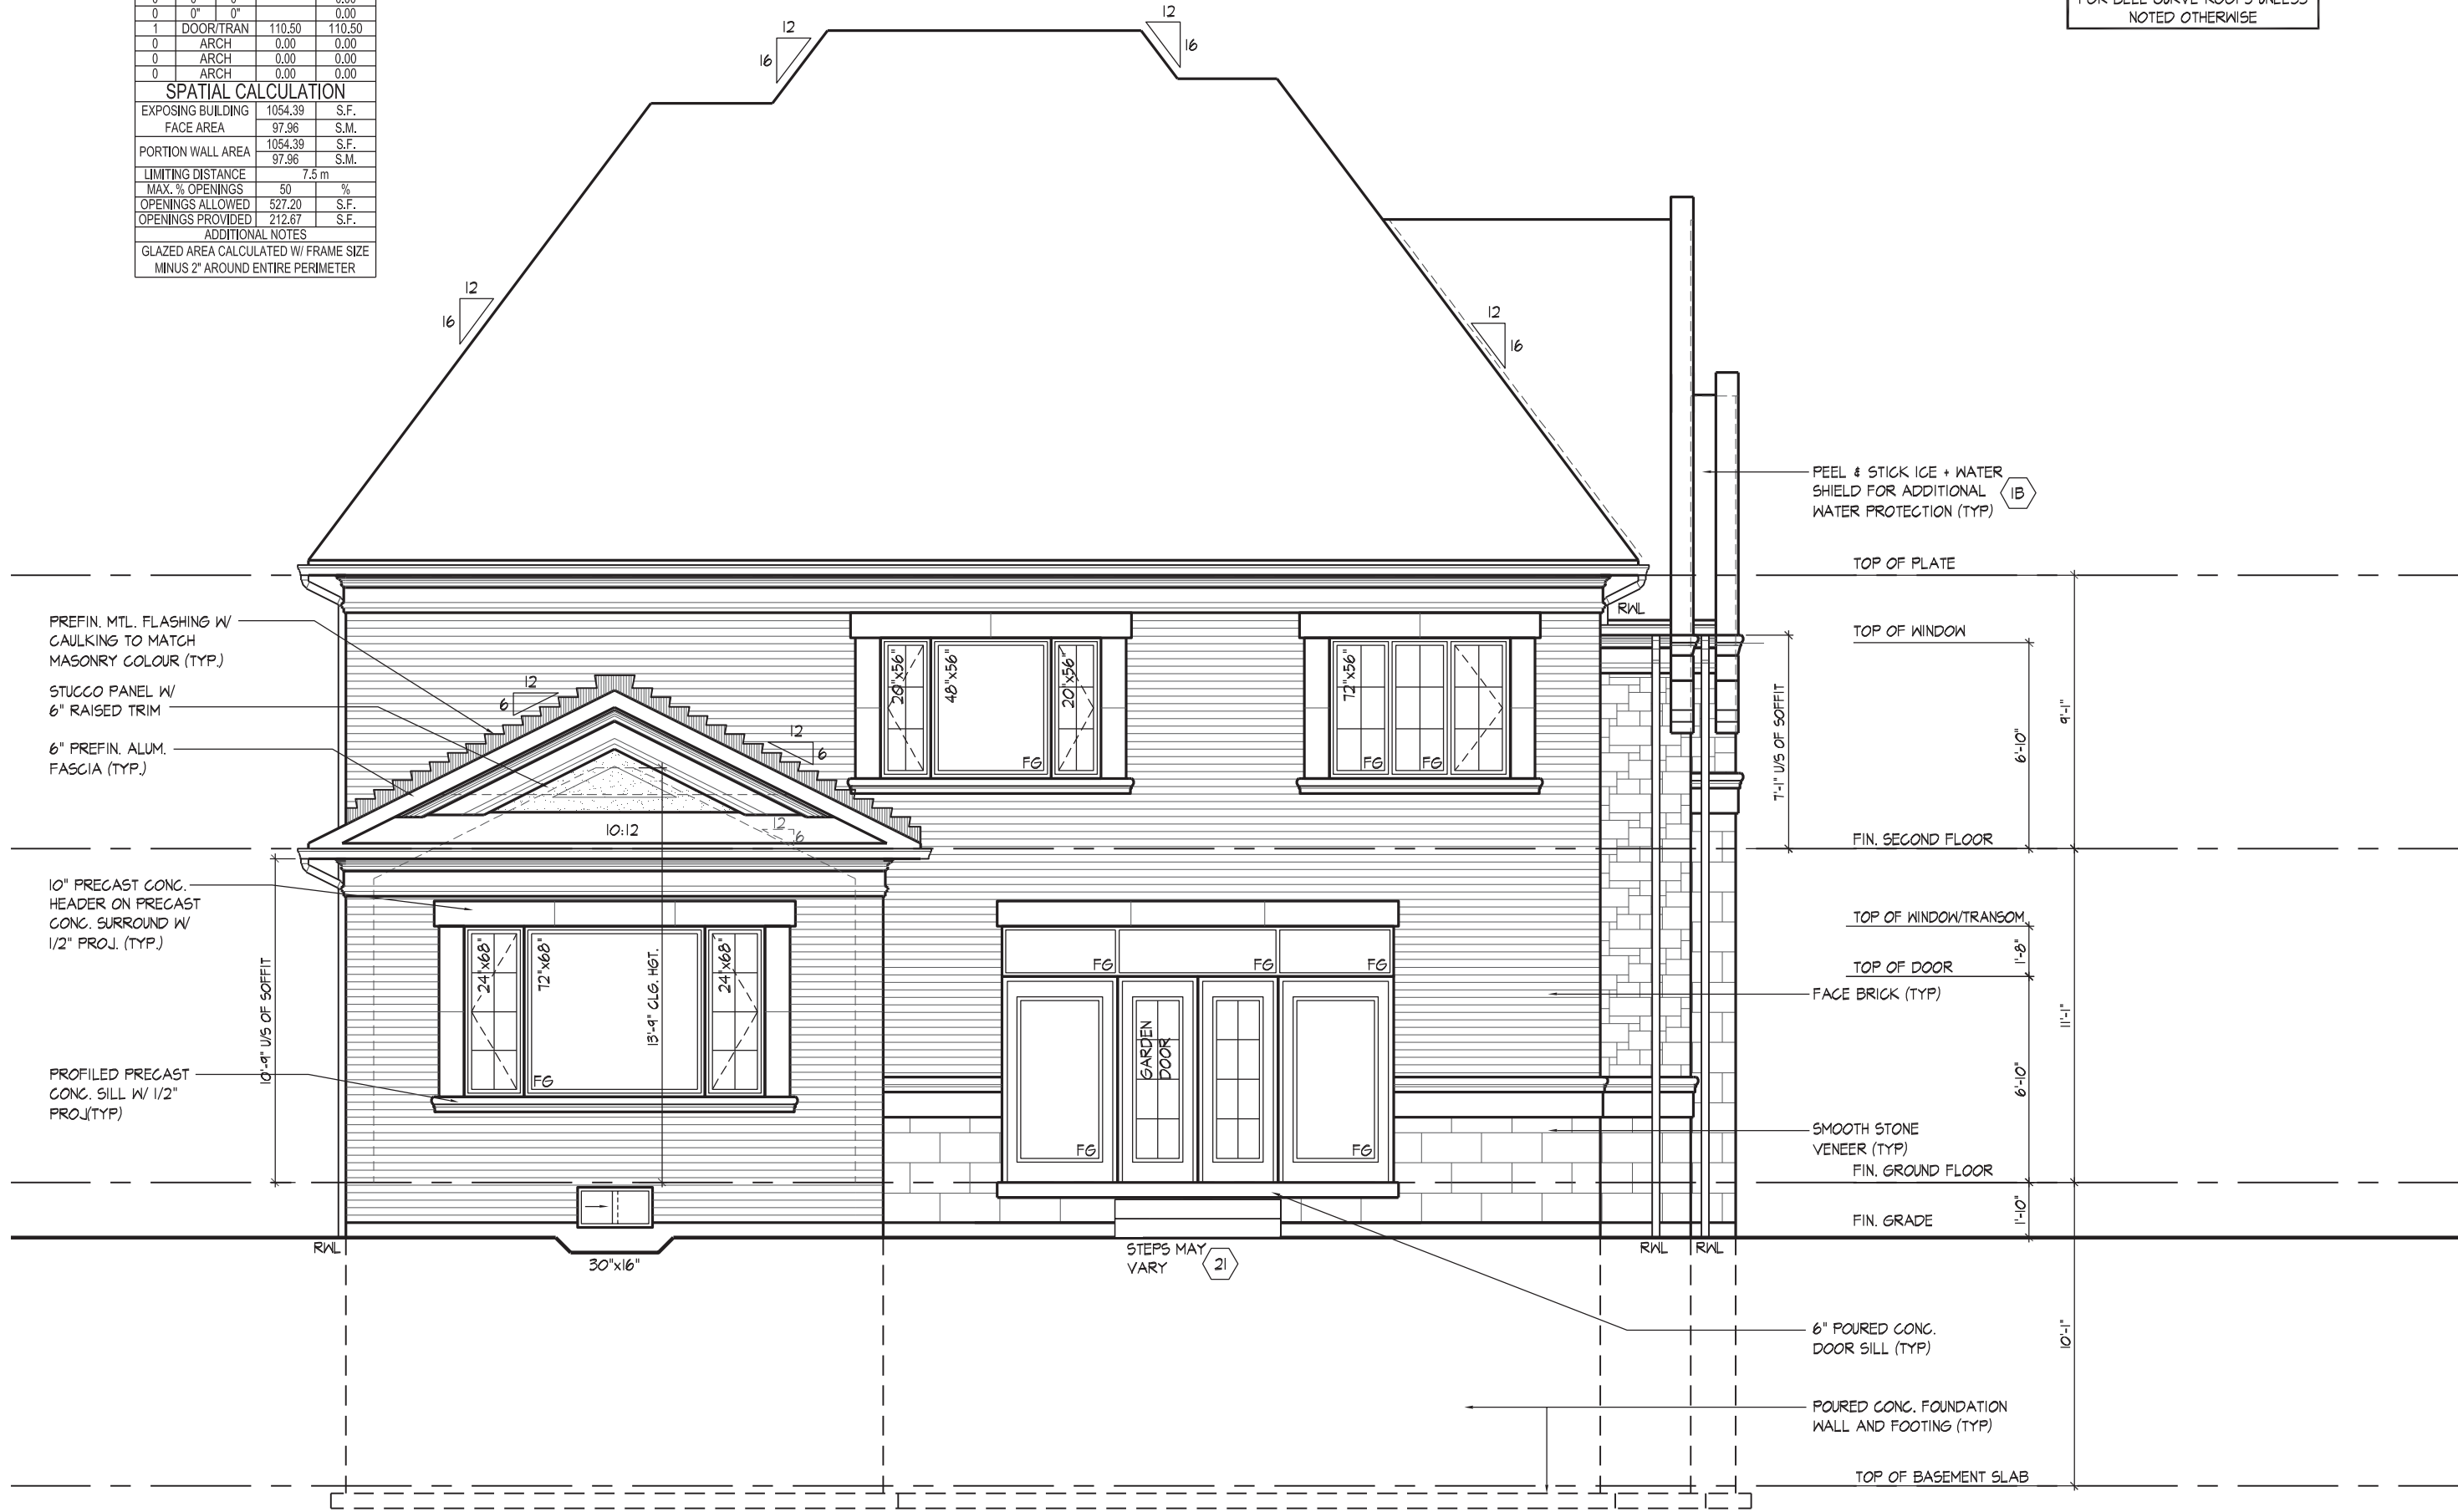 0 0" 0" 0.00
1 DOOR/TRAN 110.50 110.50
0 ARCH 0.00 0.00
0 ARCH 0.00 0.00
0 ARCH 0.00 0.00
SPATIAL CALCULATION
EXPOSING BUILDING 1054.39 S.F.
FACE AREA 97.96 S.M.
PORTION WALL AREA 1054.39 S.F.
97.96 S.M.
LIMITING DISTANCE 7.5 m
MAX. % OPENINGS 50 %
OPENINGS ALLOWED 527.20 S.F.
OPENINGS PROVIDED 212.67 S.F.
ADDITIONAL NOTES
GLAZED AREA CALCULATED W/ FRAME SIZE
MINUS 2" AROUND ENTIRE PERIMETER
NOTED OTHERWISE
12
16
12
16
12
16
12
16
PEEL & STICK ICE + WATER
SHIELD FOR ADDITIONAL
WATER PROTECTION (TYP)
1B
TOP OF PLATE
TOP OF WINDOW
FIN. SECOND FLOOR
TOP OF WINDOW/TRANSOM
TOP OF DOOR
FACE BRICK (TYP)
SMOOTH STONE
VENEER (TYP)
FIN. GROUND FLOOR
FIN. GRADE
6" POURED CONC.
DOOR SILL (TYP)
POURED CONC. FOUNDATION
WALL AND FOOTING (TYP)
TOP OF BASEMENT SLAB
7'-1" U/S OF SOFFIT
6'-10"
9'-1"
1'-8"
6'-10"
11'-1"
1'-10"
10'-1"
PREFIN. MTL. FLASHING W/
CAULKING TO MATCH
MASONRY COLOUR (TYP.)
STUCCO PANEL W/
6" RAISED TRIM
6" PREFIN. ALUM.
FASCIA (TYP.)
10" PRECAST CONC.
HEADER ON PRECAST
CONC. SURROUND W/
1/2" PROJ. (TYP.)
PROFILED PRECAST
CONC. SILL W/ 1/2"
PROJ(TYP)
10'-9" U/S OF SOFFIT
12
6
12
6
10:12
12
6
20"x56"
48"x56"
FG
20"x56"
72"x56"
FG
FG
RWL
24"x68"
72"x68"
FG
24"x68"
13'-9" CLG. HGT.
FG
FG
FG
FG
GARDEN
DOOR
FG
RWL
30"x16"
STEPS MAY
VARY
21
RWL
RWL